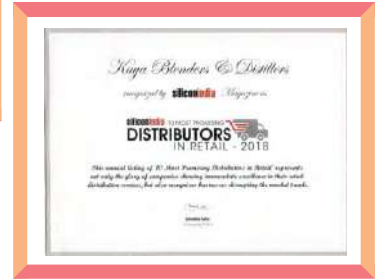 Kaya Blenders & Distillers
recognized by siliconindia Magazine as
siliconindia 10 MOST PROMISING
DISTRIBUTORS
IN RETAIL - 2018
This annual listing of 10 Most Promising Distributors in Retail represents
not only the glory of companies showing immaculate excellence in their retail
distribution services, but also recognizes them as disrupting the market trends.